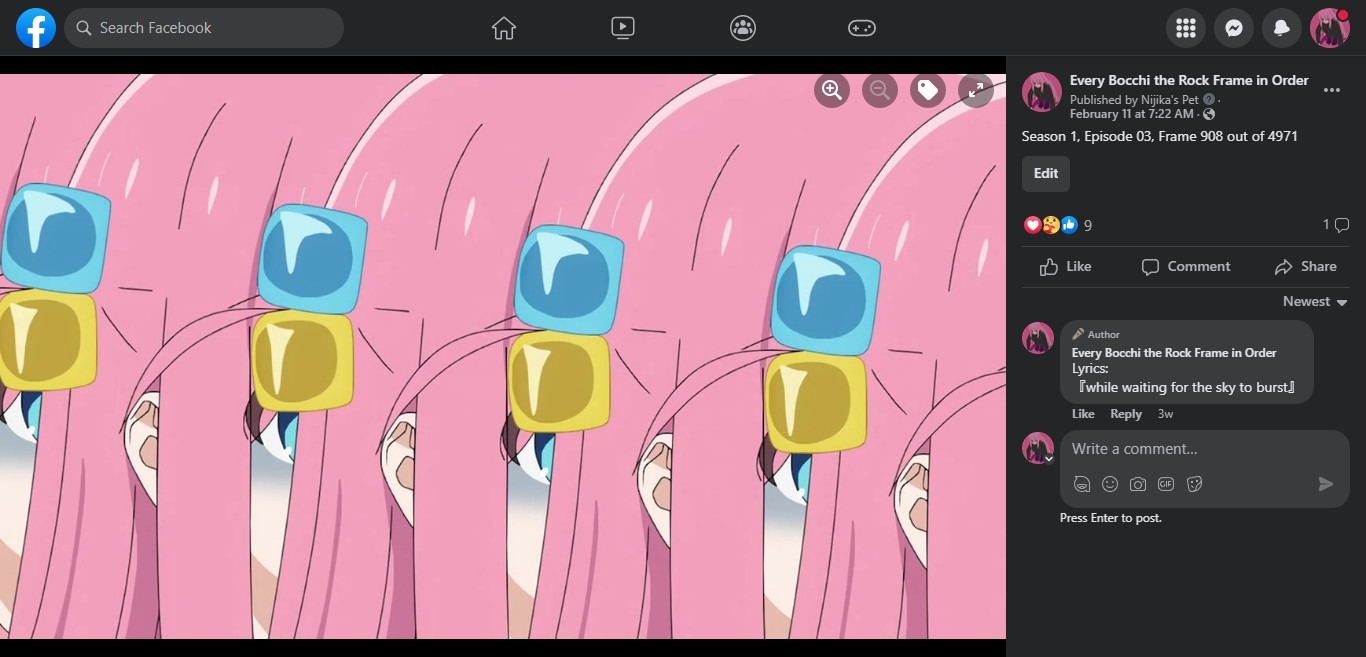 Search Facebook
Every Bocchi the Rock Frame in Order
Published by Nijika's Pet ·
February 11 at 7:22 AM ·
Season 1, Episode 03, Frame 908 out of 4971
Edit
9
1
Like
Comment
Share
Newest
Author
Every Bocchi the Rock Frame in Order
Lyrics:
『while waiting for the sky to burst』
Like Reply 3w
Write a comment...
GIF
Press Enter to post.